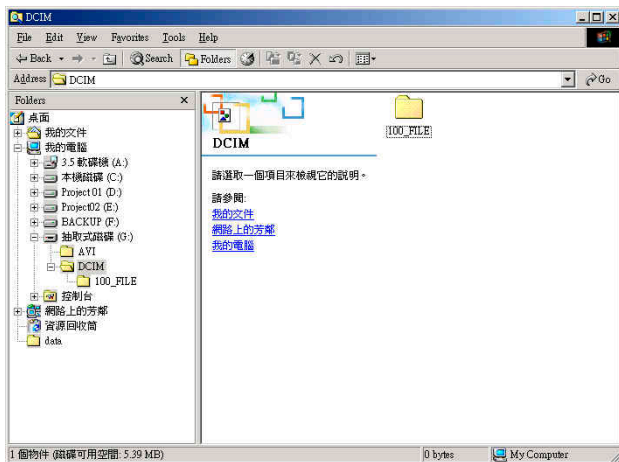 DCIM
File Edit View Favorites Tools Help
Back Search Folders
Address DCIM Go
Folders
桌面
我的文件
我的電腦
3.5 軟碟機 (A:)
本機磁碟 (C:)
Project 01 (D:)
Project02 (E:)
BACKUP (F:)
抽取式磁碟 (G:)
AVI
DCIM
100_FILE
控制台
網路上的芳鄰
資源回收筒
data
DCIM
請選取一個項目來檢視它的說明。
請參閱:
我的文件
網路上的芳鄰
我的電腦
100_FILE
1 個物件 (磁碟可用空間: 5.39 MB) 0 bytes My Computer